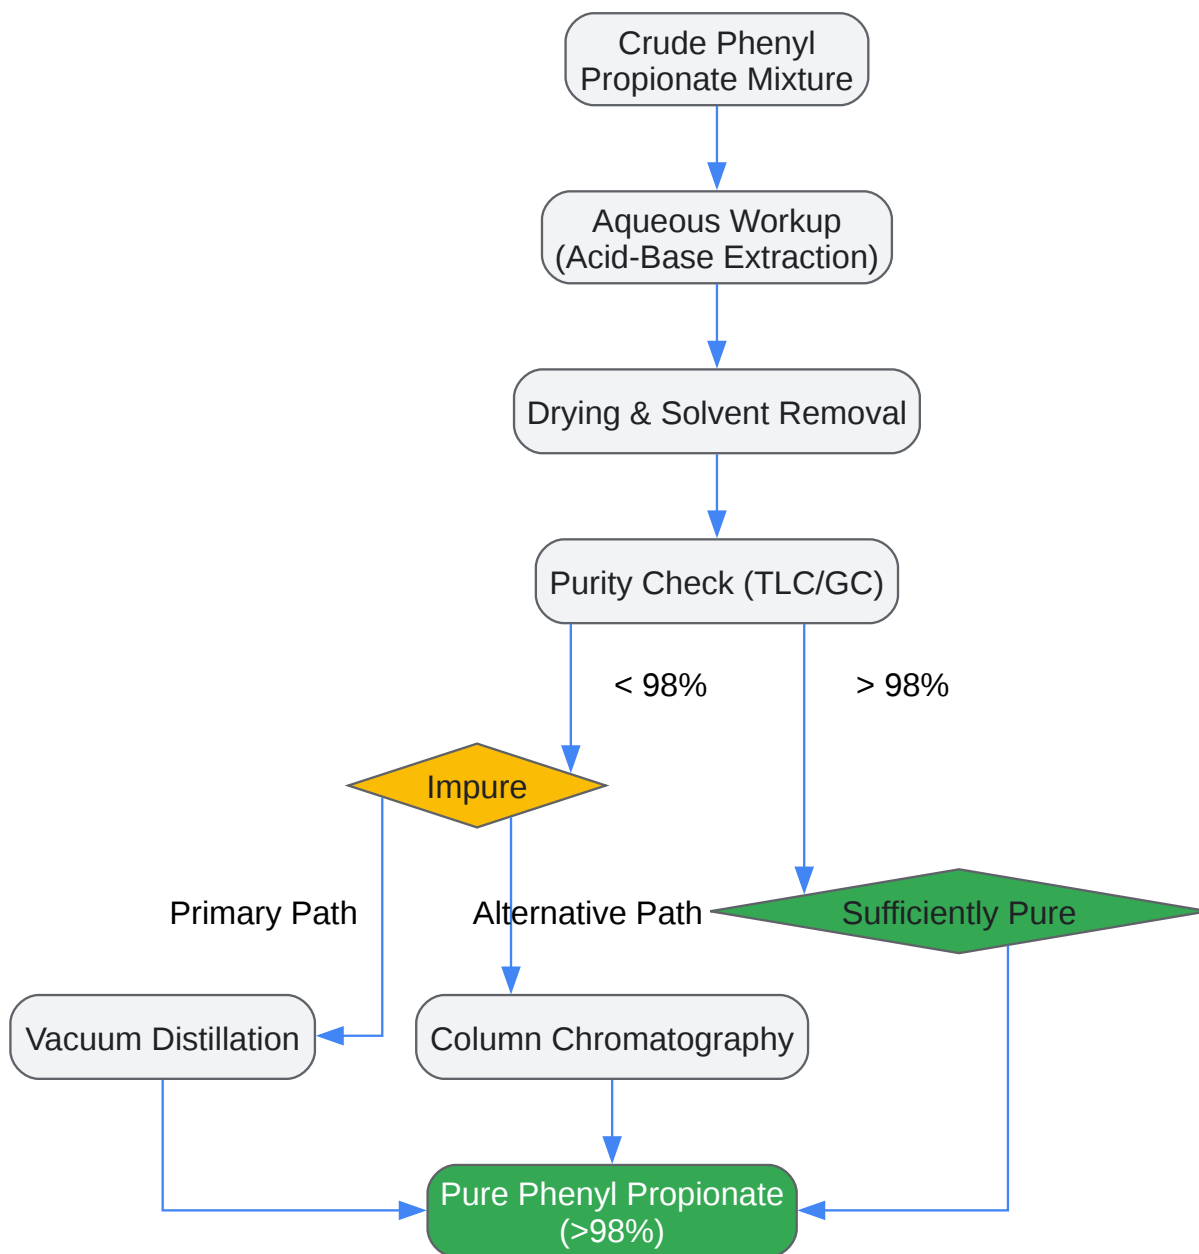 Crude Phenyl
Propionate Mixture
Aqueous Workup
(Acid-Base Extraction)
Drying & Solvent Removal
Purity Check (TLC/GC)
< 98%
> 98%
Impure
Primary Path
Alternative Path
Sufficiently Pure
Vacuum Distillation
Column Chromatography
Pure Phenyl Propionate
(>98%)